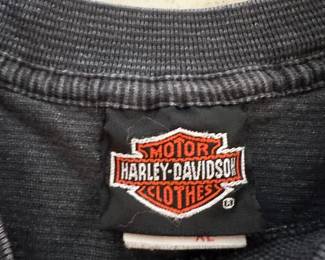 MOTOR
HARLEY-DAVIDSON
CLOTHES
®
XL